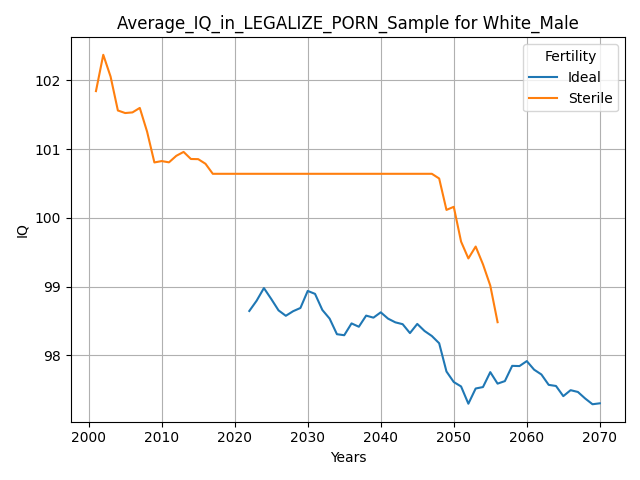 Average_IQ_in_LEGALIZE_PORN_Sample for White_Male
Fertility
Ideal
Sterile
102
101
100
99
98
IQ
2000 2010 2020 2030 2040 2050 2060 2070
Years